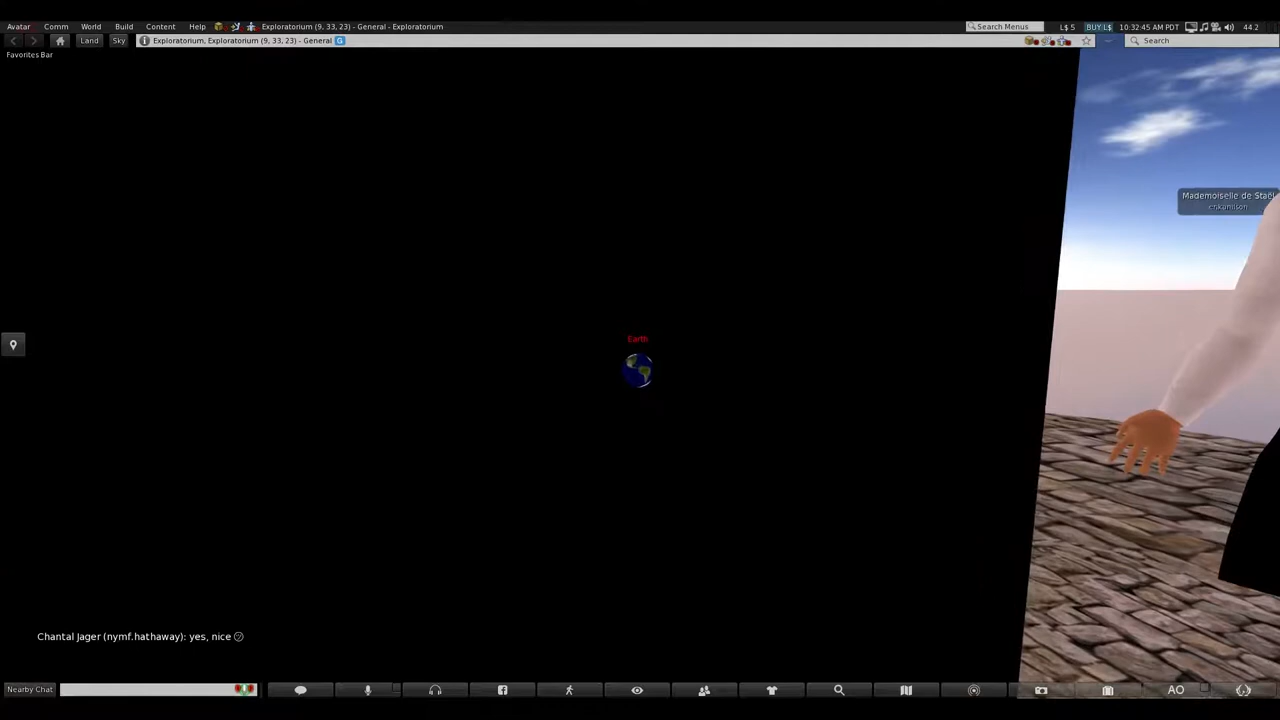 Avatar Comm World Build Content Help Exploratorium (9, 33, 23) - General - Exploratorium Search Menus L$ 5 BUY L$ 10:32:45 AM PDT 44.2
Land Sky Exploratorium, Exploratorium (9, 33, 23) - General G Search
Favorites Bar
Mademoiselle de Staël
Earth
Chantal Jager (nymf.hathaway): yes, nice
Nearby Chat AO